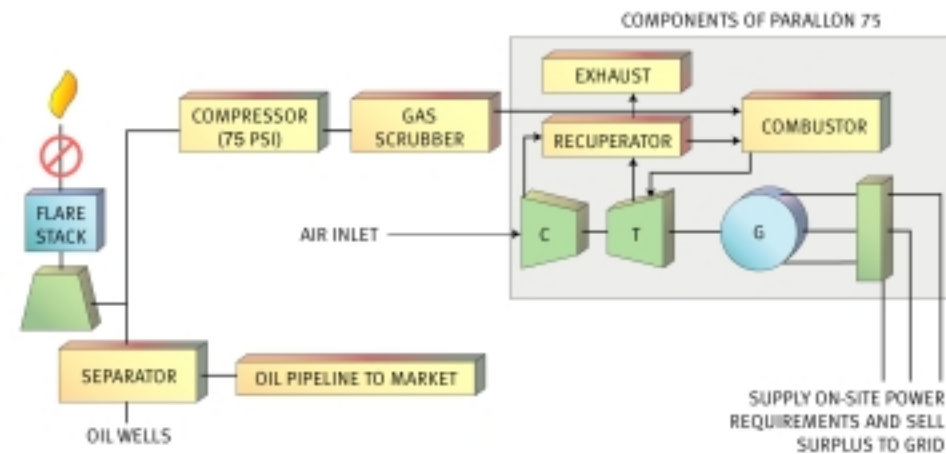 COMPONENTS OF PARALLON 75
EXHAUST
COMPRESSOR
(75 PSI)
GAS
SCRUBBER
RECUPERATOR
COMBUSTOR
FLARE
STACK
AIR INLET
C
T
G
SEPARATOR
OIL PIPELINE TO MARKET
OIL WELLS
SUPPLY ON-SITE POWER
REQUIREMENTS AND SELL
SURPLUS TO GRID